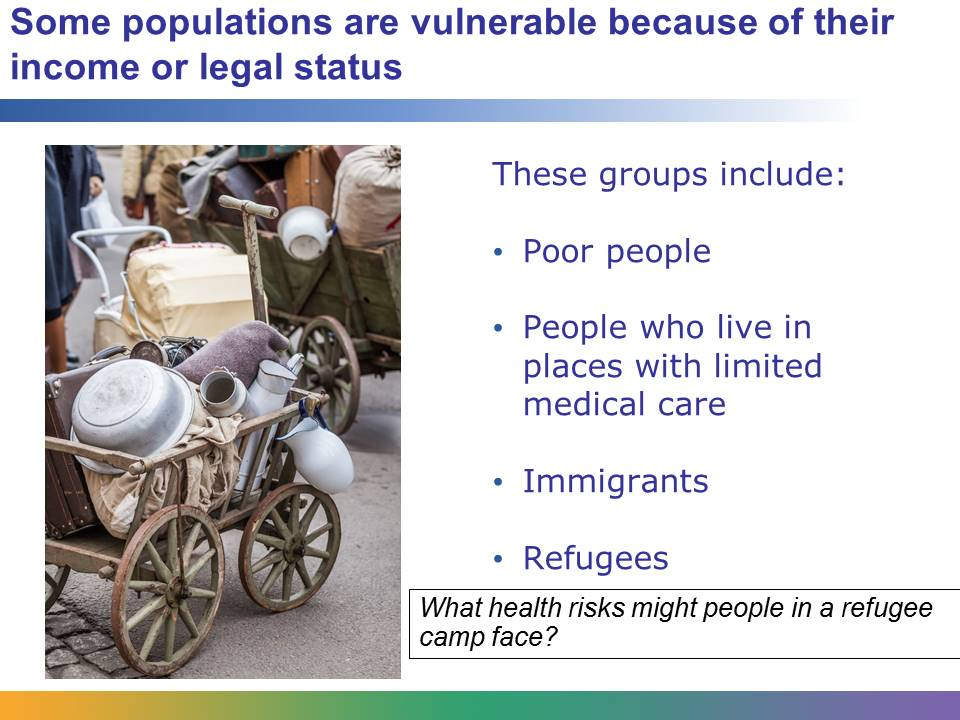 Some populations are vulnerable because of their
income or legal status
These groups include:
• Poor people
• People who live in
places with limited
medical care
• Immigrants
• Refugees
What health risks might people in a refugee
camp face?